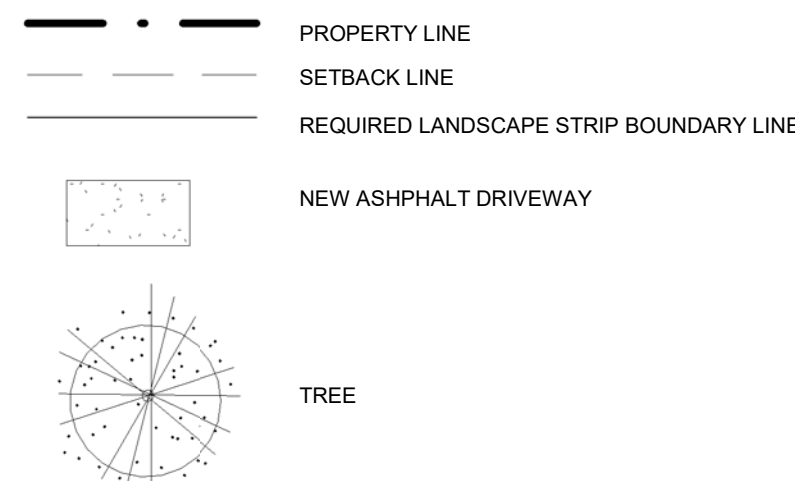 PROPERTY LINE
SETBACK LINE
REQUIRED LANDSCAPE STRIP BOUNDARY LINE
NEW ASHPHALT DRIVEWAY
TREE